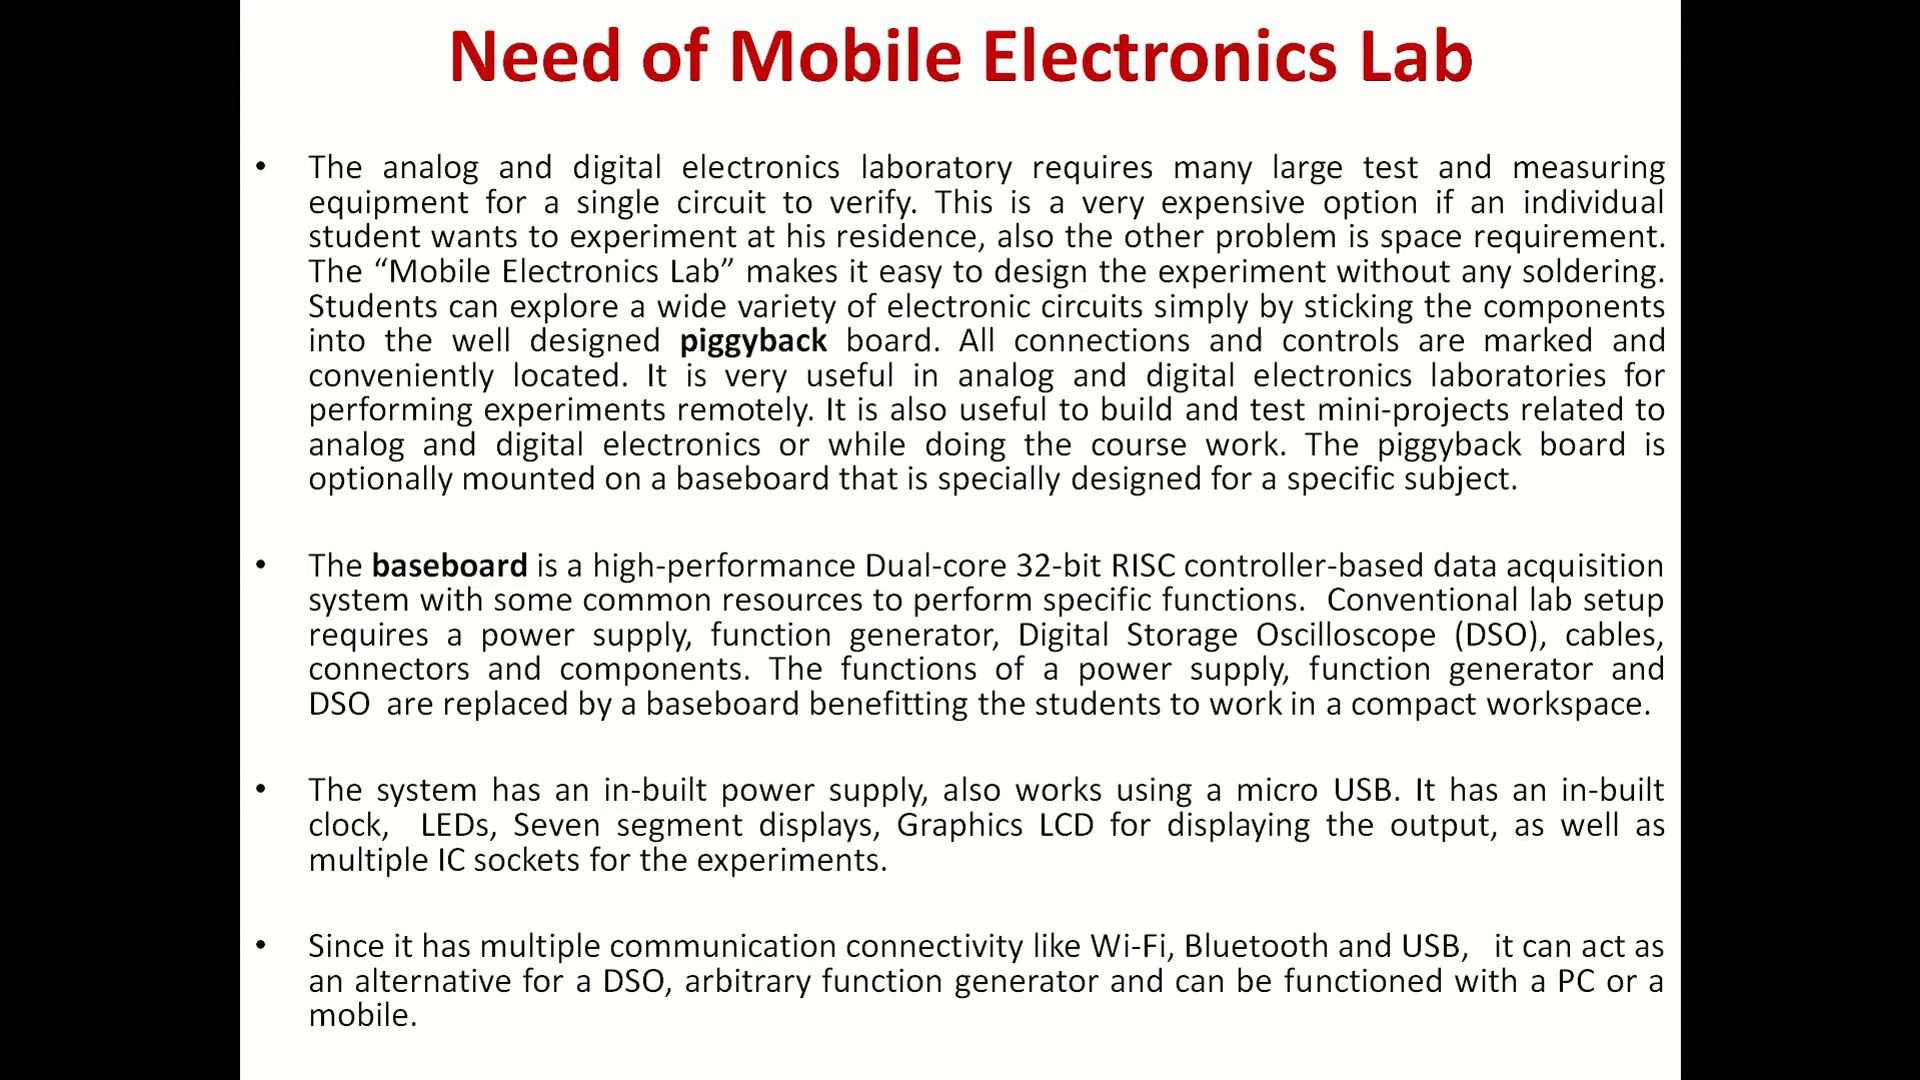 Need of Mobile Electronics Lab
• The analog and digital electronics laboratory requires many large test and measuring
equipment for a single circuit to verify. This is a very expensive option if an individual
student wants to experiment at his residence, also the other problem is space requirement.
The “Mobile Electronics Lab” makes it easy to design the experiment without any soldering.
Students can explore a wide variety of electronic circuits simply by sticking the components
into the well designed piggyback board. All connections and controls are marked and
conveniently located. It is very useful in analog and digital electronics laboratories for
performing experiments remotely. It is also useful to build and test mini-projects related to
analog and digital electronics or while doing the course work. The piggyback board is
optionally mounted on a baseboard that is specially designed for a specific subject.
• The baseboard is a high-performance Dual-core 32-bit RISC controller-based data acquisition
system with some common resources to perform specific functions. Conventional lab setup
requires a power supply, function generator, Digital Storage Oscilloscope (DSO), cables,
connectors and components. The functions of a power supply, function generator and
DSO are replaced by a baseboard benefitting the students to work in a compact workspace.
• The system has an in-built power supply, also works using a micro USB. It has an in-built
clock, LEDs, Seven segment displays, Graphics LCD for displaying the output, as well as
multiple IC sockets for the experiments.
• Since it has multiple communication connectivity like Wi-Fi, Bluetooth and USB, it can act as
an alternative for a DSO, arbitrary function generator and can be functioned with a PC or a
mobile.